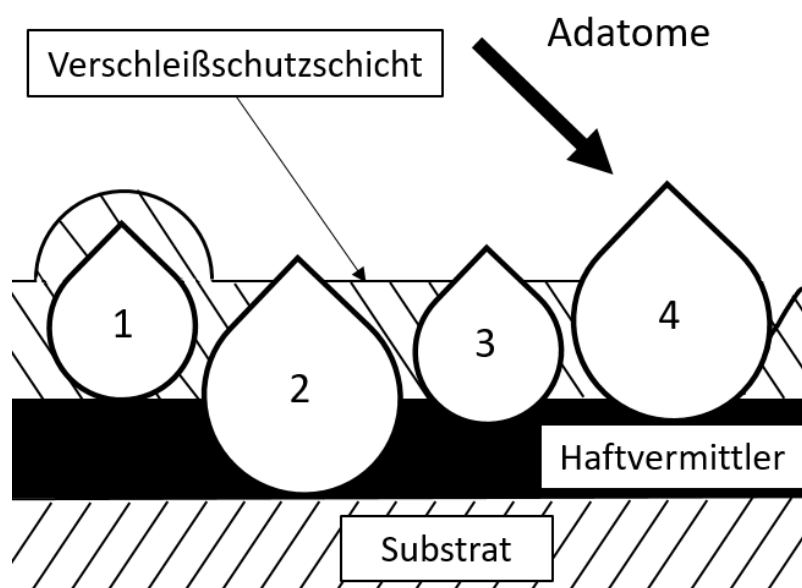 Adatome
Verschleißschutzschicht
1
2
3
4
Haftvermittler
Substrat